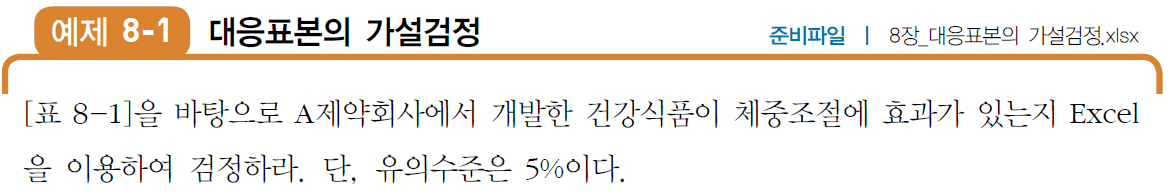 예제 8-1 대응표본의 가설검정 준비파일 | 8장_대응표본의 가설검정.xlsx
[표 8-1]을 바탕으로 A제약회사에서 개발한 건강식품이 체중조절에 효과가 있는지 Excel
을 이용하여 검정하라. 단, 유의수준은 5%이다.